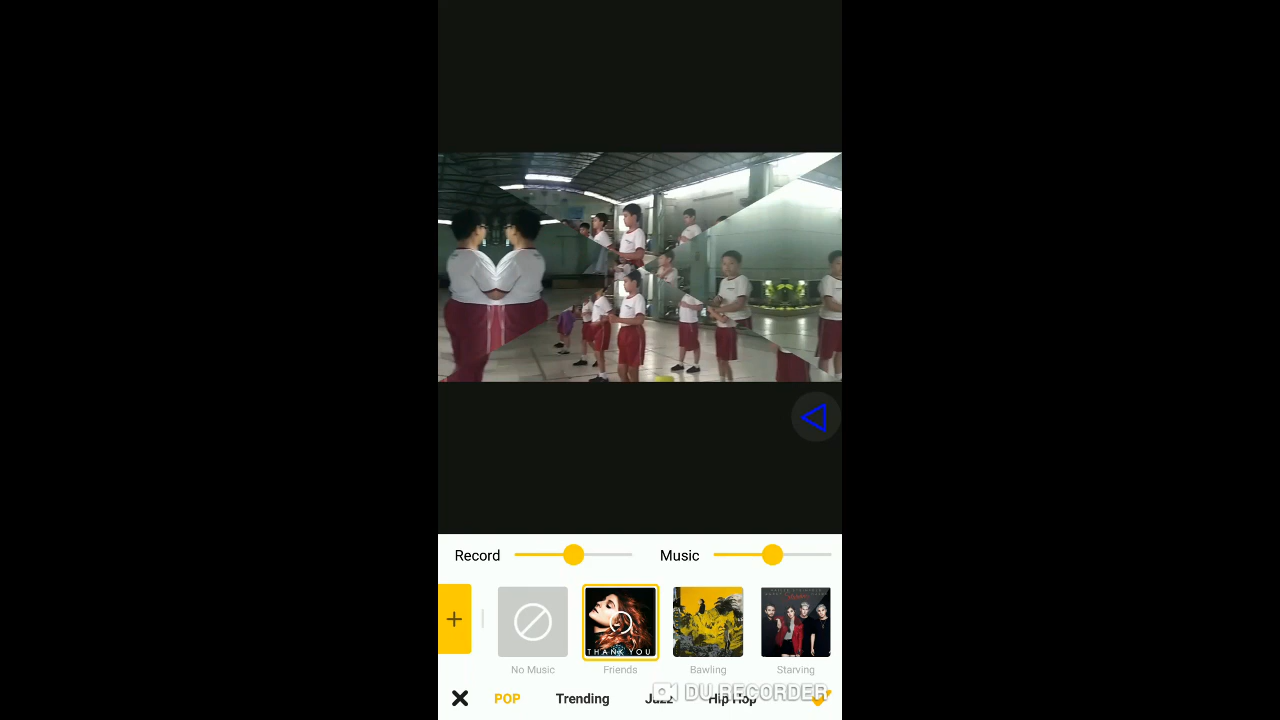 Record
Music
+
THANK YOU
No Music
Friends
Bawling
Starving
POP
Trending
Jazz
Hip Hop
DU RECORDER